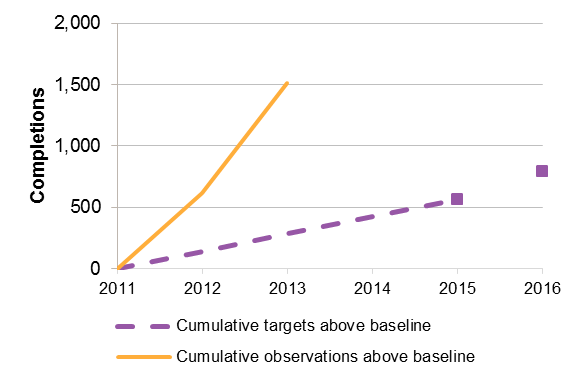 2,000
1,500
1,000
500
0
Completions
2011 2012 2013 2014 2015 2016
Cumulative targets above baseline
Cumulative observations above baseline